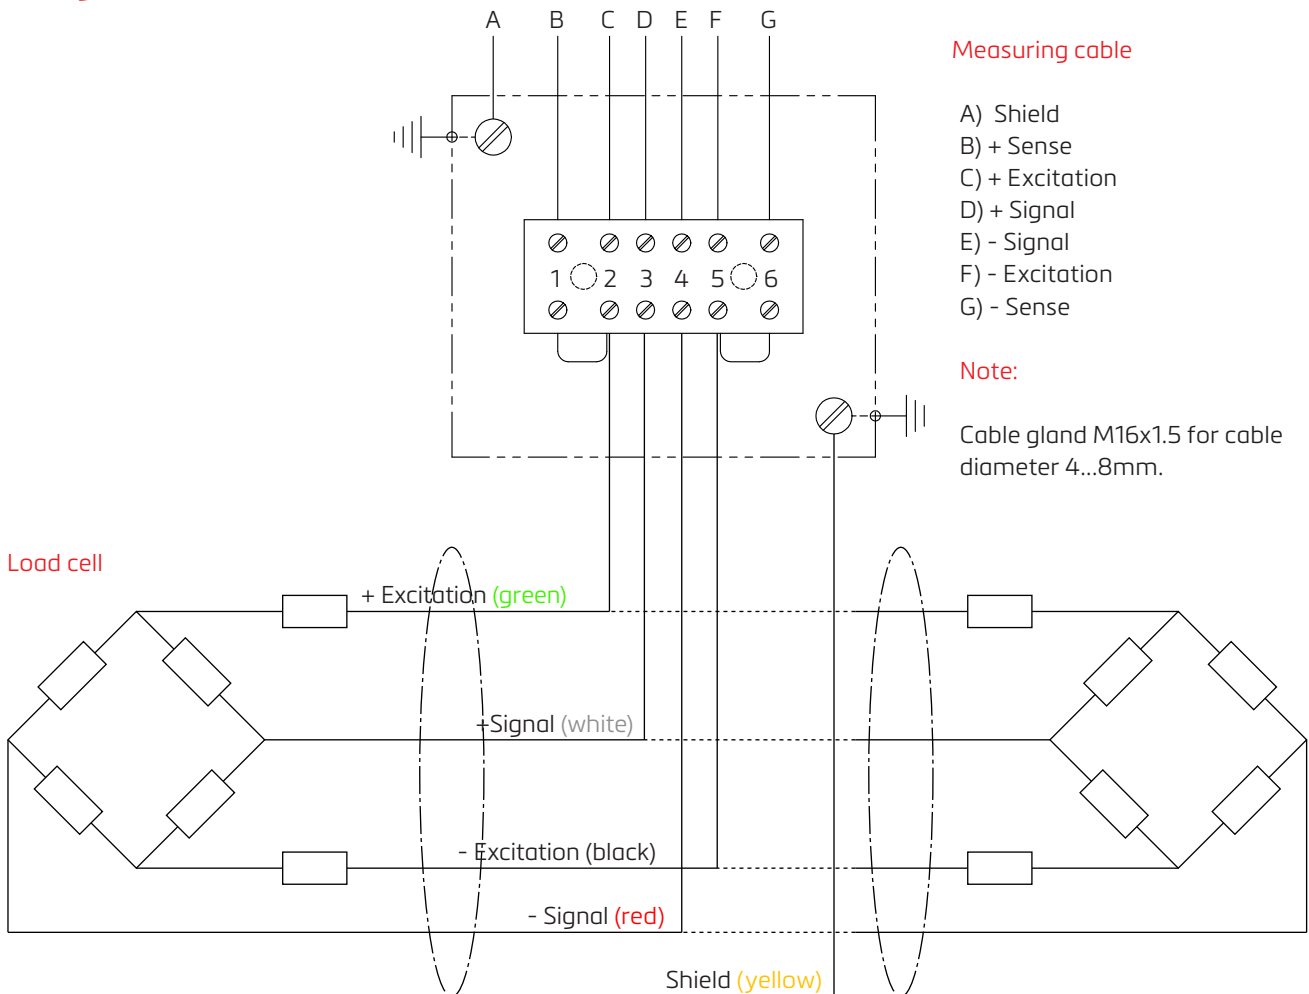 A B C D E F G
Measuring cable
A) Shield
B) + Sense
C) + Excitation
D) + Signal
E) - Signal
F) - Excitation
G) - Sense
1 2 3 4 5 6
Note:
Cable gland M16x1.5 for cable
diameter 4...8mm.
Load cell
+ Excitation (green)
+Signal (white)
- Excitation (black)
- Signal (red)
Shield (yellow)